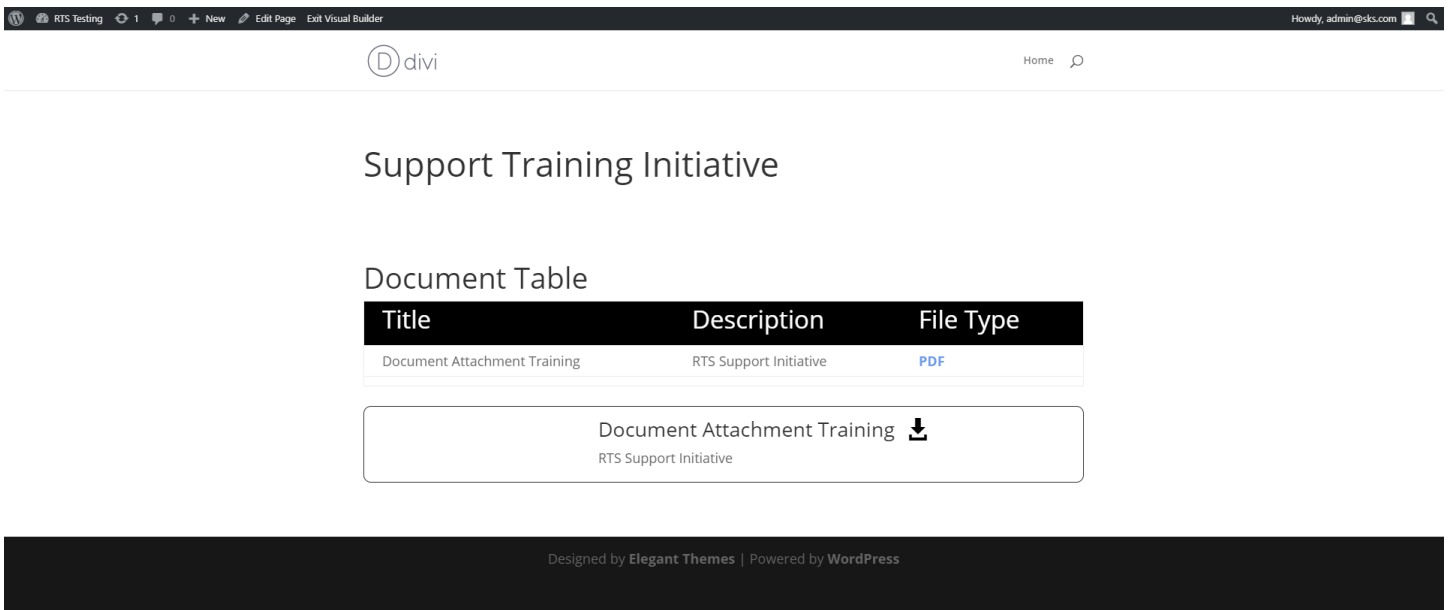 RTS Testing 1 0 New Edit Page Exit Visual Builder Howdy, admin@sks.com
D divi Home
Support Training Initiative
Document Table
Title Description File Type
Document Attachment Training RTS Support Initiative PDF
Document Attachment Training
RTS Support Initiative
Designed by Elegant Themes | Powered by WordPress